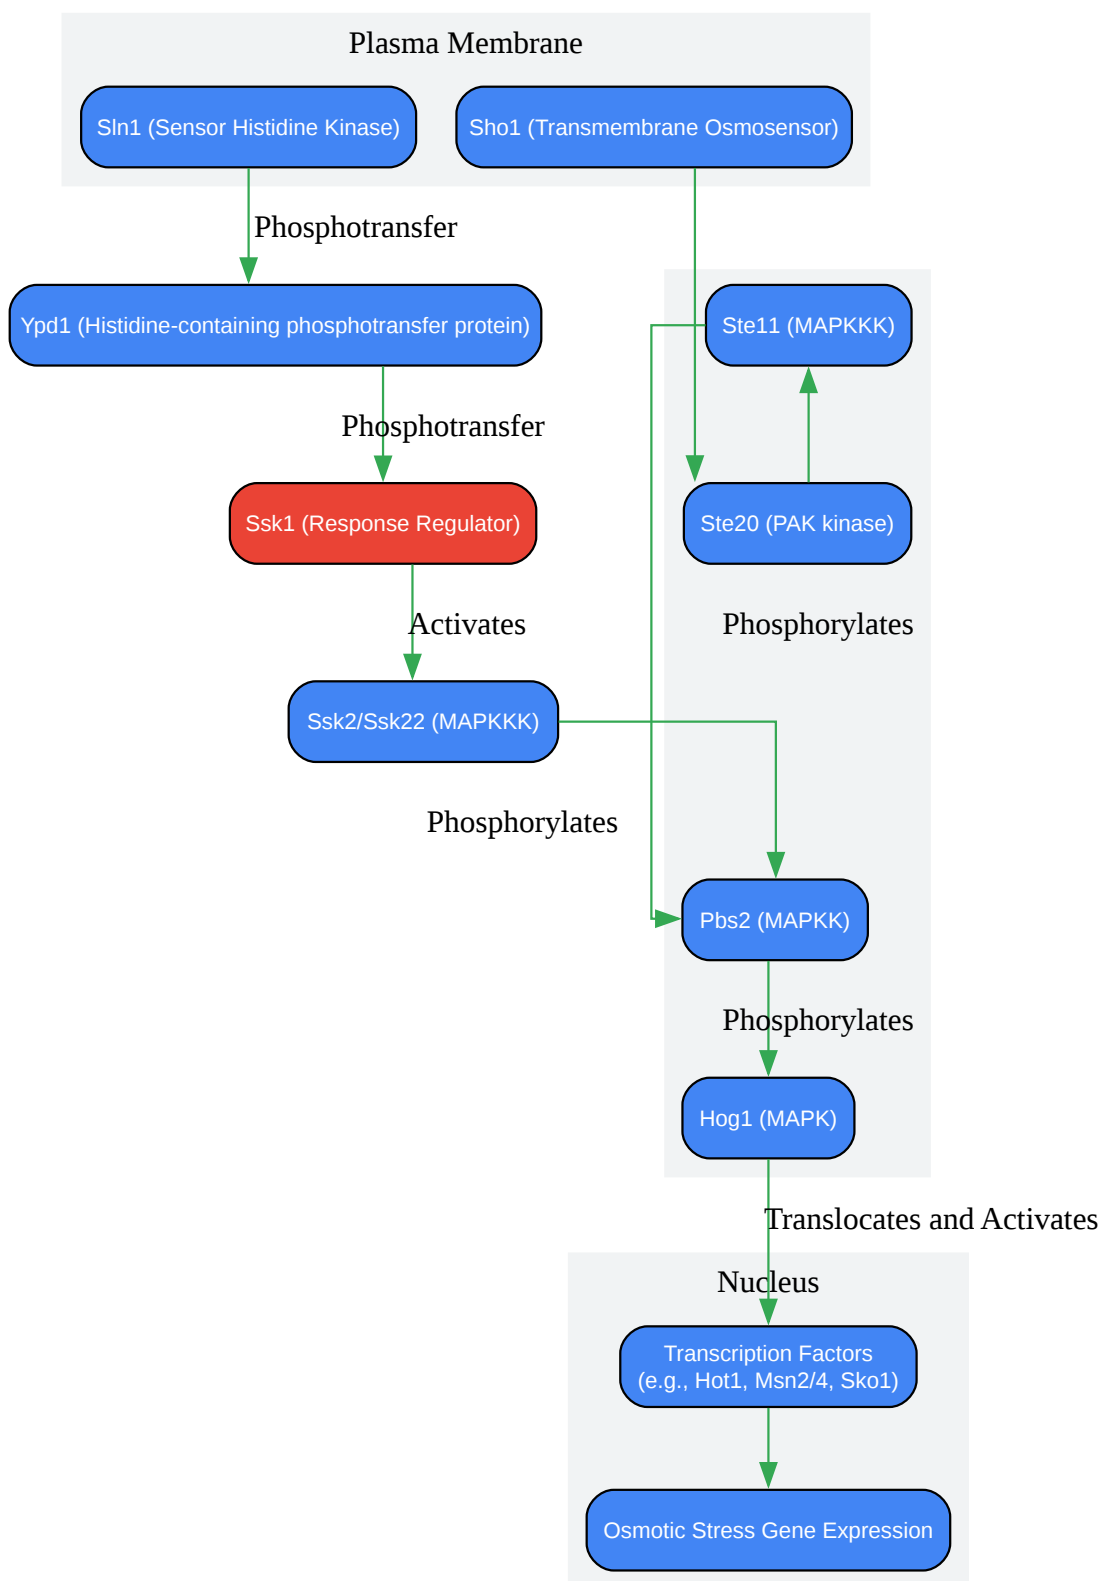 Plasma Membrane
Sln1 (Sensor Histidine Kinase)
Sho1 (Transmembrane Osmosensor)
Phosphotransfer
Ypd1 (Histidine-containing phosphotransfer protein)
Ste11 (MAPKKK)
Phosphotransfer
Ssk1 (Response Regulator)
Ste20 (PAK kinase)
Activates
Phosphorylates
Ssk2/Ssk22 (MAPKKK)
Phosphorylates
Pbs2 (MAPKK)
Phosphorylates
Hog1 (MAPK)
Translocates and Activates
Nucleus
Transcription Factors
(e.g., Hot1, Msn2/4, Sko1)
Osmotic Stress Gene Expression